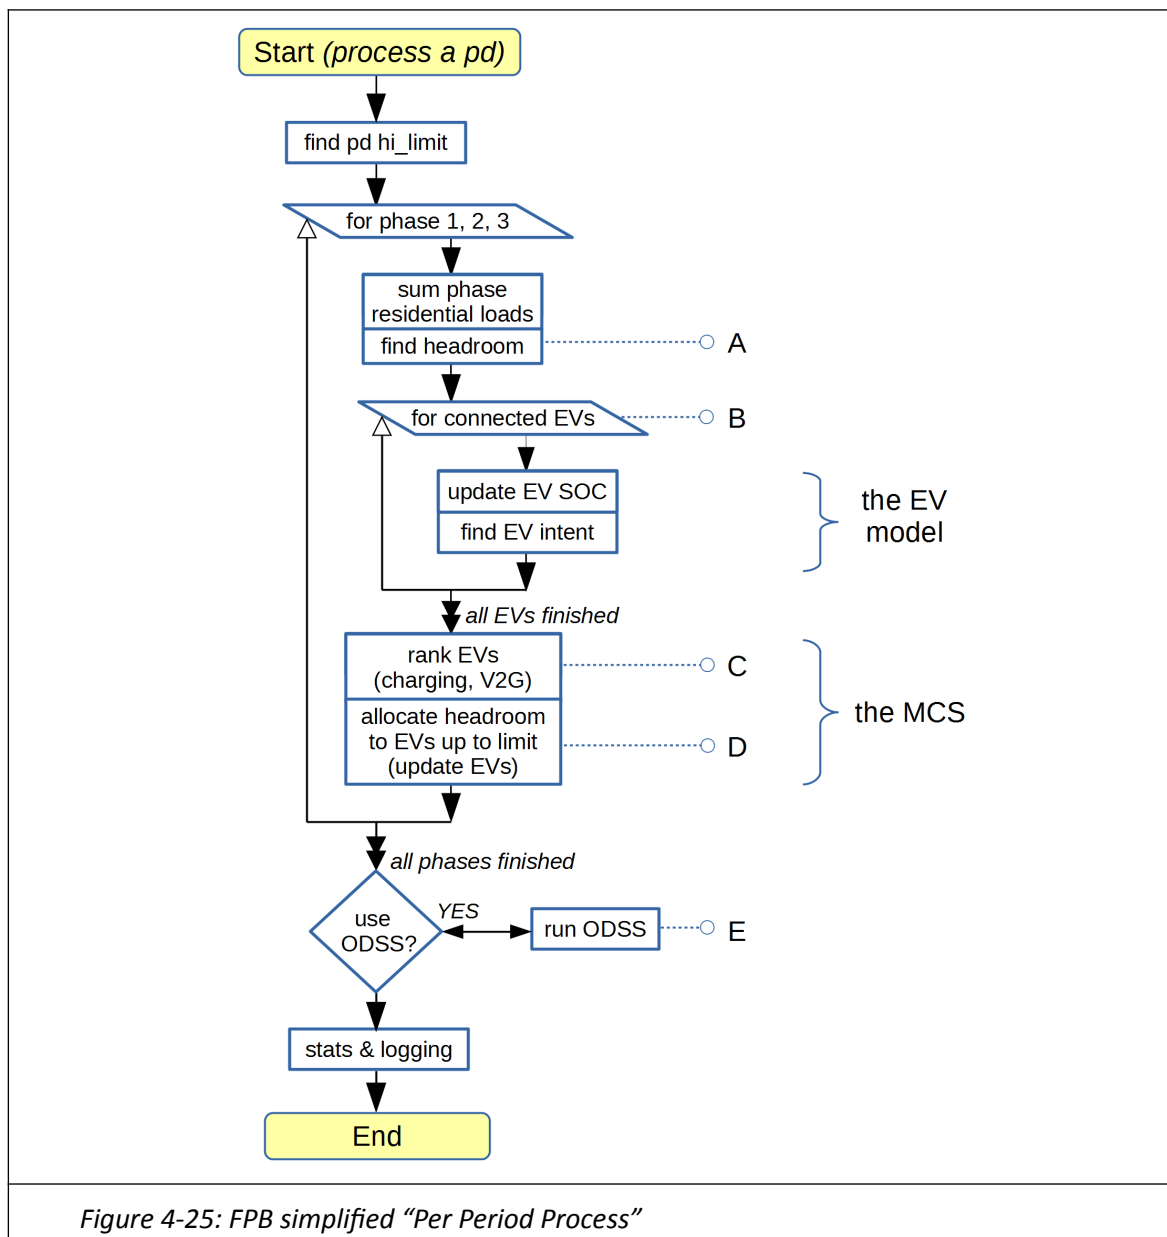 Start (process a pd)
find pd hi_limit
for phase 1, 2, 3
sum phase
residential loads
find headroom
A
for connected EVs
B
update EV SOC
find EV intent
the EV
model
all EVs finished
rank EVs
(charging, V2G)
C
allocate headroom
to EVs up to limit
(update EVs)
D
the MCS
all phases finished
use
ODSS?
YES
run ODSS
E
stats & logging
End
Figure 4-25: FPB simplified “Per Period Process”